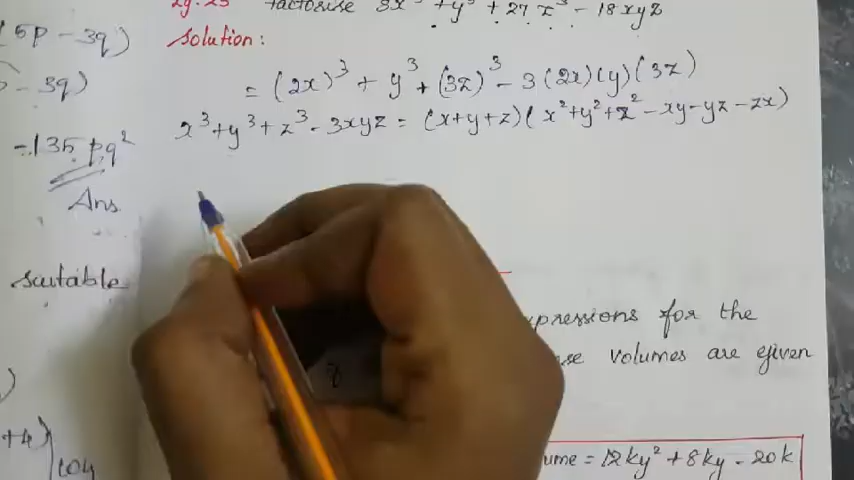 (5p - 3q)
- 3q)
- 135 pq²
Ans
suitable
+4)
factorise 8x³ + y³ + 27z³ - 18xyz
Solution:
= (2x)³ + y³ + (3z)³ - 3(2x)(y)(3z)
x³+y³+z³-3xyz = (x+y+z)(x²+y²+z²-xy-yz-zx)
pressions for the
volumes are given
ume = 12ky² + 8ky - 20k